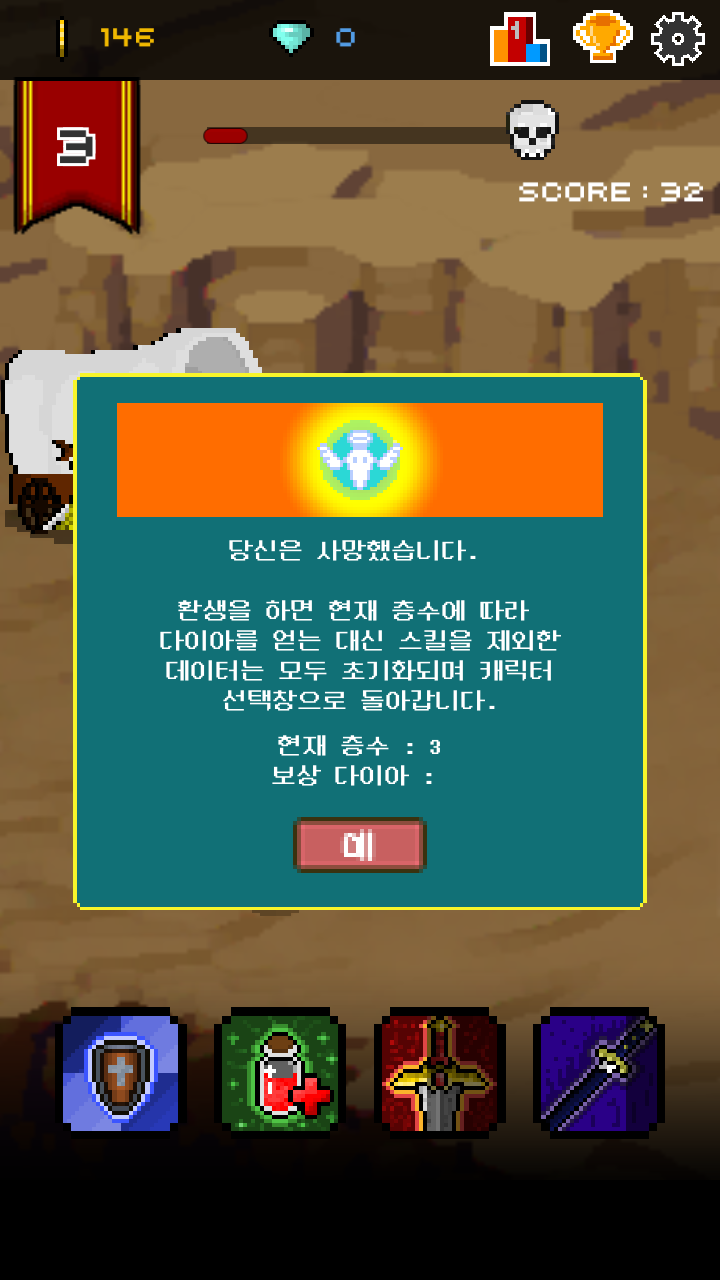 146
0
1
3
SCORE : 32
당신은 사망했습니다.
환생을 하면 현재 층수에 따라
다이아를 얻는 대신 스킬을 제외한
데이터는 모두 초기화되며 캐릭터
선택창으로 돌아갑니다.
현재 층수 : 3
보상 다이아 :
예